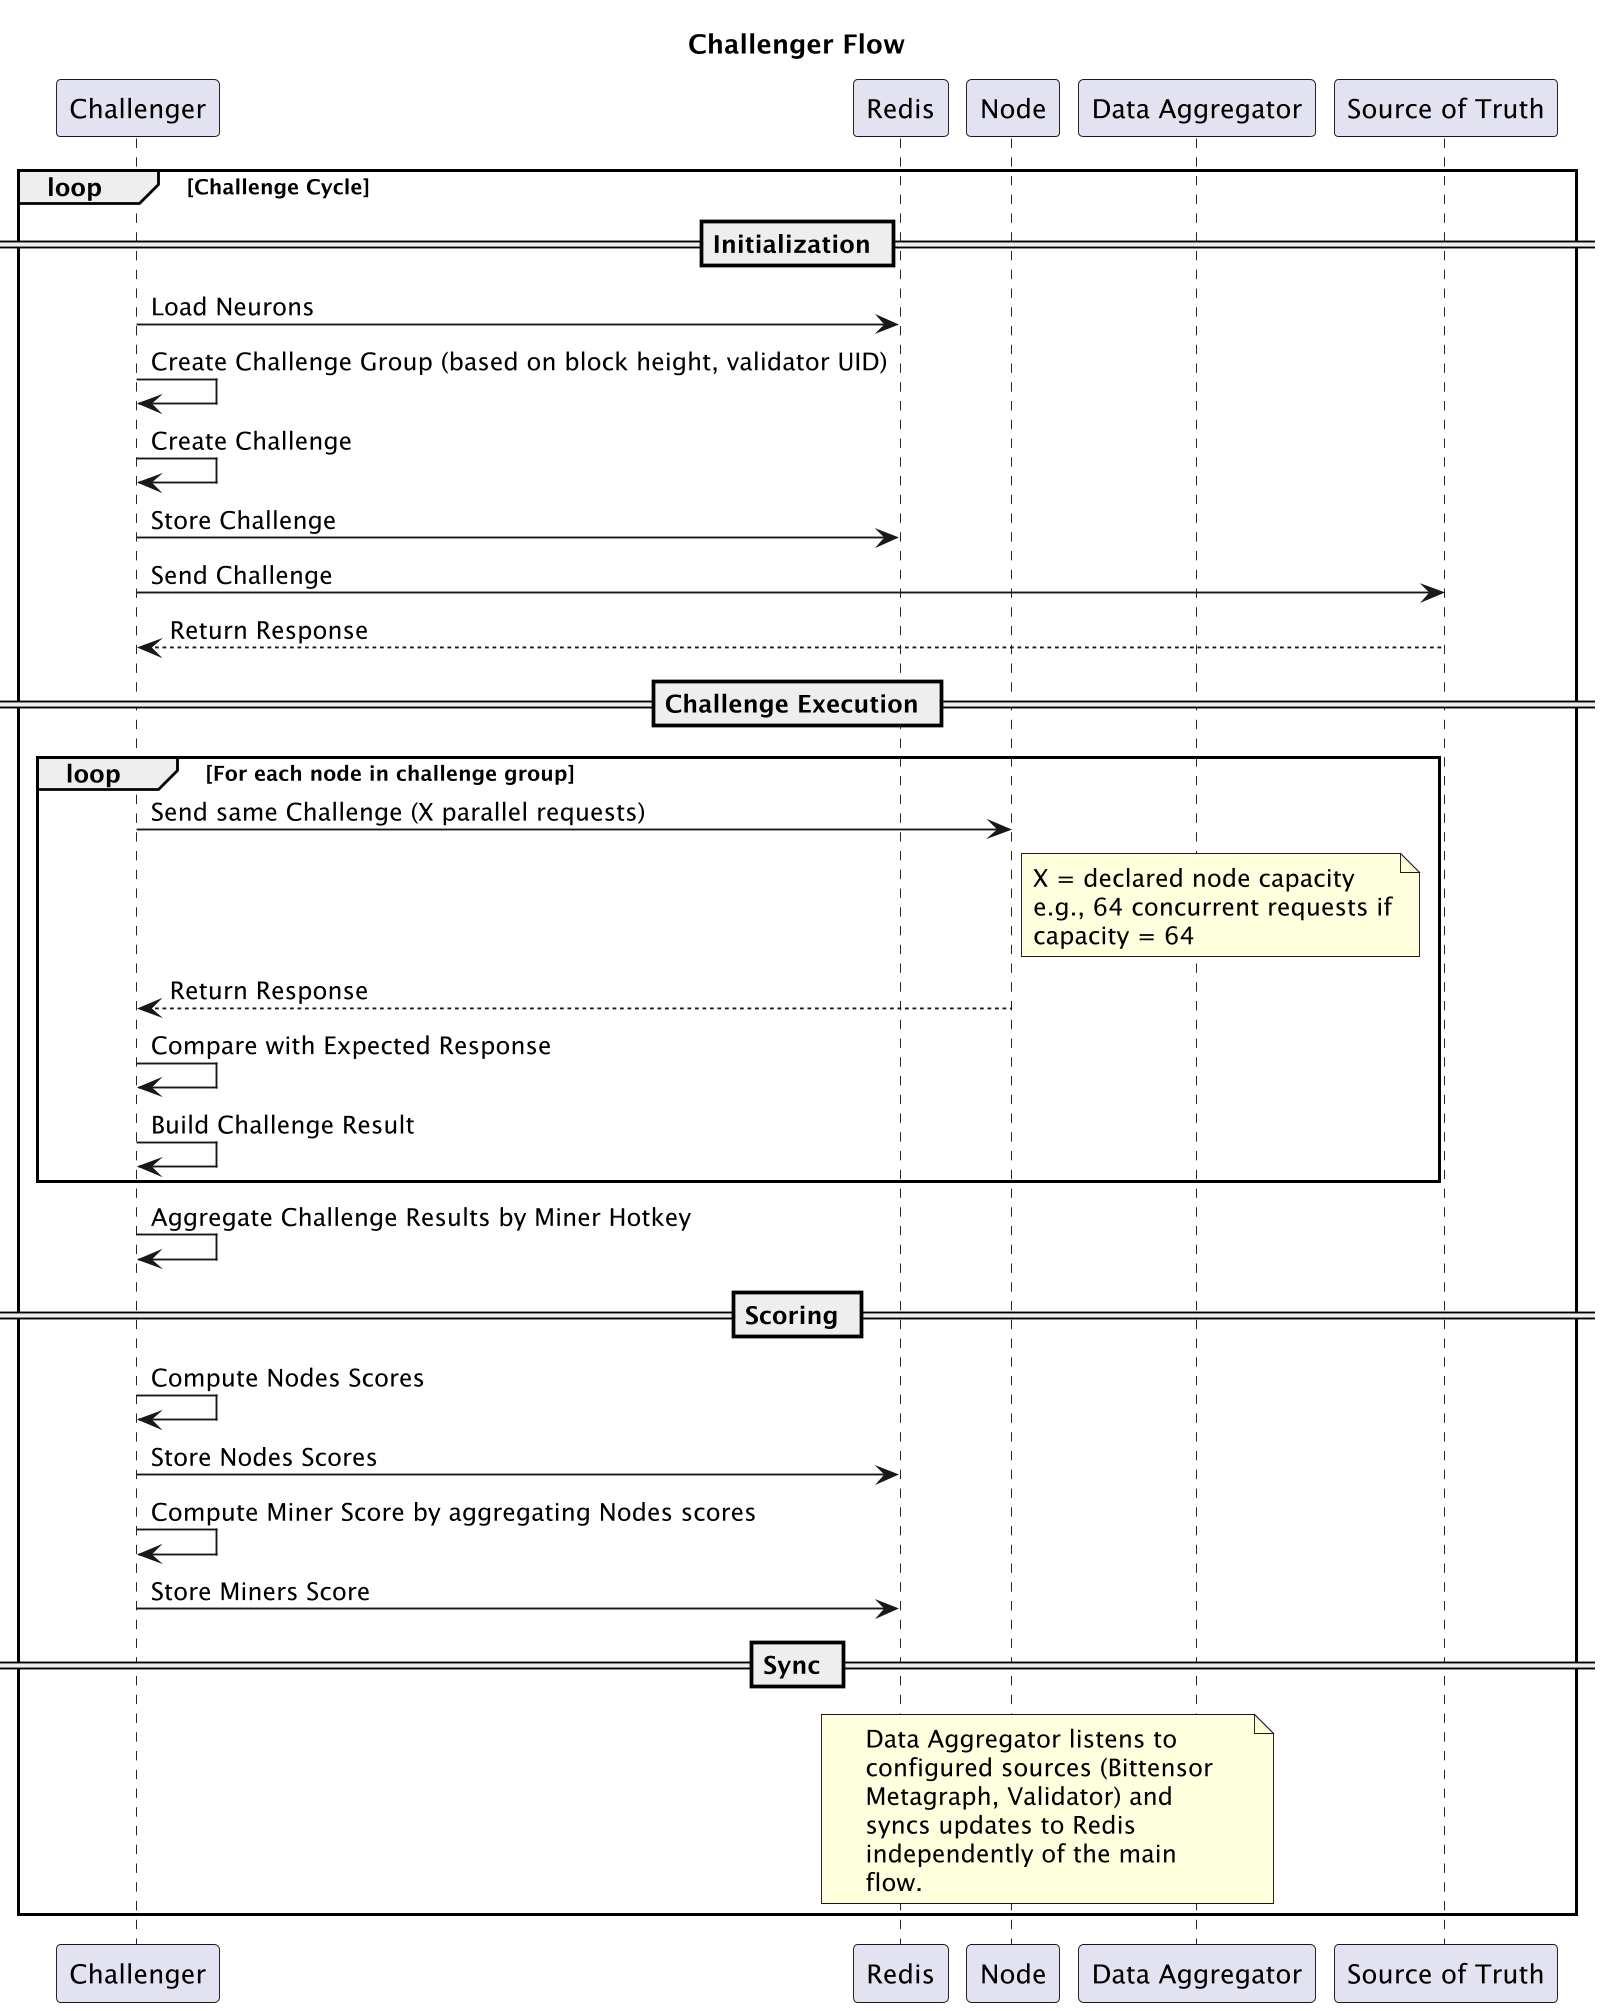 Challenger Flow
Challenger
Redis
Node
Data Aggregator
Source of Truth
loop
[Challenge Cycle]
Initialization
Load Neurons
Create Challenge Group (based on block height, validator UID)
Create Challenge
Store Challenge
Send Challenge
Return Response
Challenge Execution
loop
[For each node in challenge group]
Send same Challenge (X parallel requests)
X = declared node capacity
e.g., 64 concurrent requests if
capacity = 64
Return Response
Compare with Expected Response
Build Challenge Result
Aggregate Challenge Results by Miner Hotkey
Scoring
Compute Nodes Scores
Store Nodes Scores
Compute Miner Score by aggregating Nodes scores
Store Miners Score
Sync
Data Aggregator listens to
configured sources (Bittensor
Metagraph, Validator) and
syncs updates to Redis
independently of the main
flow.
Challenger
Redis
Node
Data Aggregator
Source of Truth